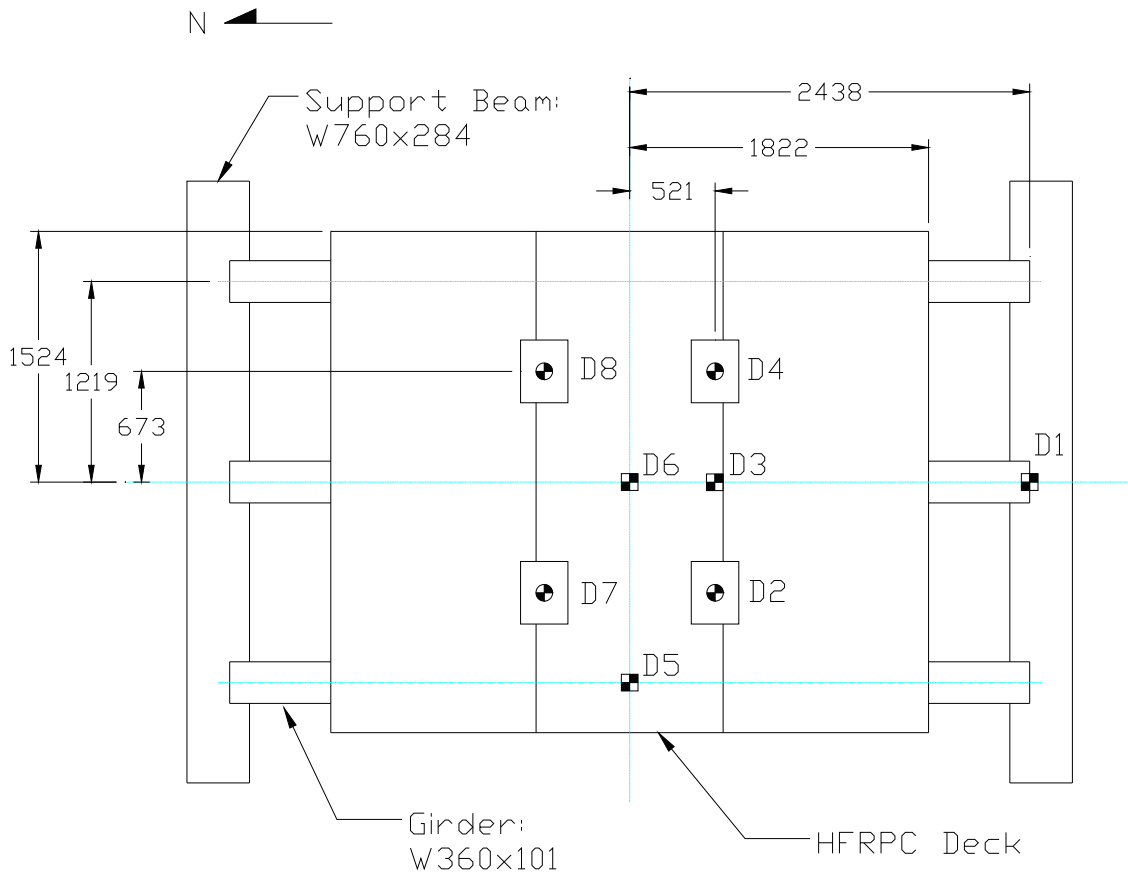 N
2438
Support Beam:
W760x284
1822
521
1524
1219
673
D8
D4
D6
D3
D1
D7
D2
D5
Girder:
W360x101
HFRPC Deck